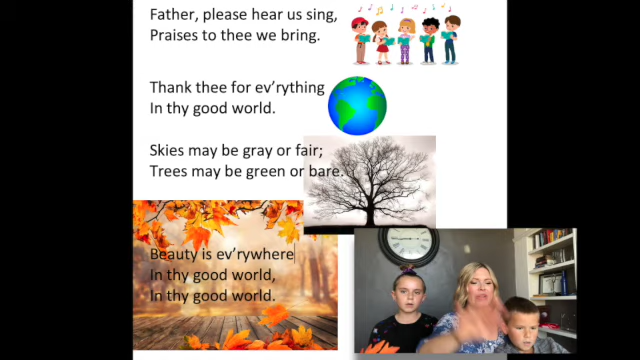 Father, please hear us sing,
Praises to thee we bring.
Thank thee for ev'rything
In thy good world.
Skies may be gray or fair;
Trees may be green or bare.
Beauty is ev'rywhere
In thy good world,
In thy good world.